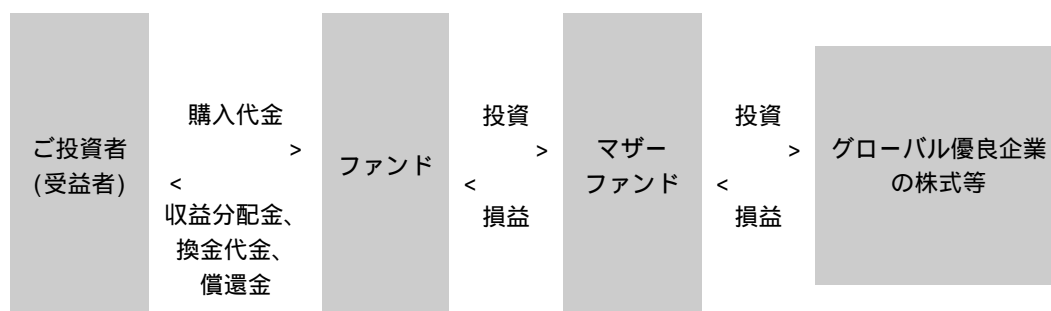 ご投資者
(受益者)
購入代金
>
<
収益分配金、
換金代金、
償還金
ファンド
投資
>
<
損益
マザー
ファンド
投資
>
<
損益
グローバル優良企業
の株式等